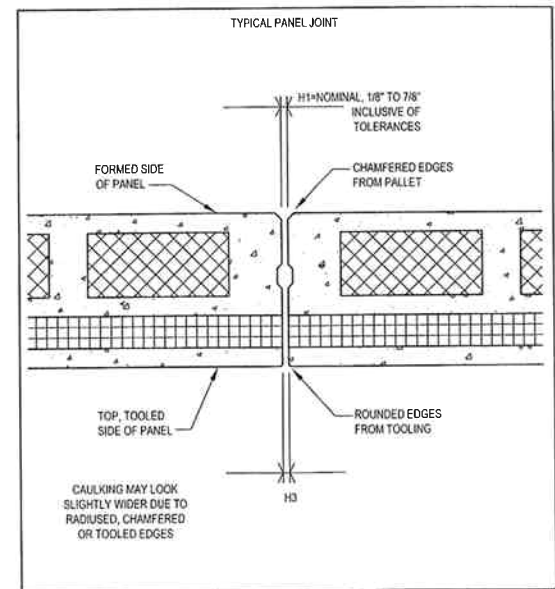 TYPICAL PANEL JOINT
H1=NOMINAL, 1/8" TO 7/8"
INCLUSIVE OF
TOLERANCES
FORMED SIDE
OF PANEL
CHAMFERED EDGES
FROM PALLET
TOP, TOOLED
SIDE OF PANEL
ROUNDED EDGES
FROM TOOLING
CAULKING MAY LOOK
SLIGHTLY WIDER DUE TO
RADIUSED, CHAMFERED
OR TOOLED EDGES
H3